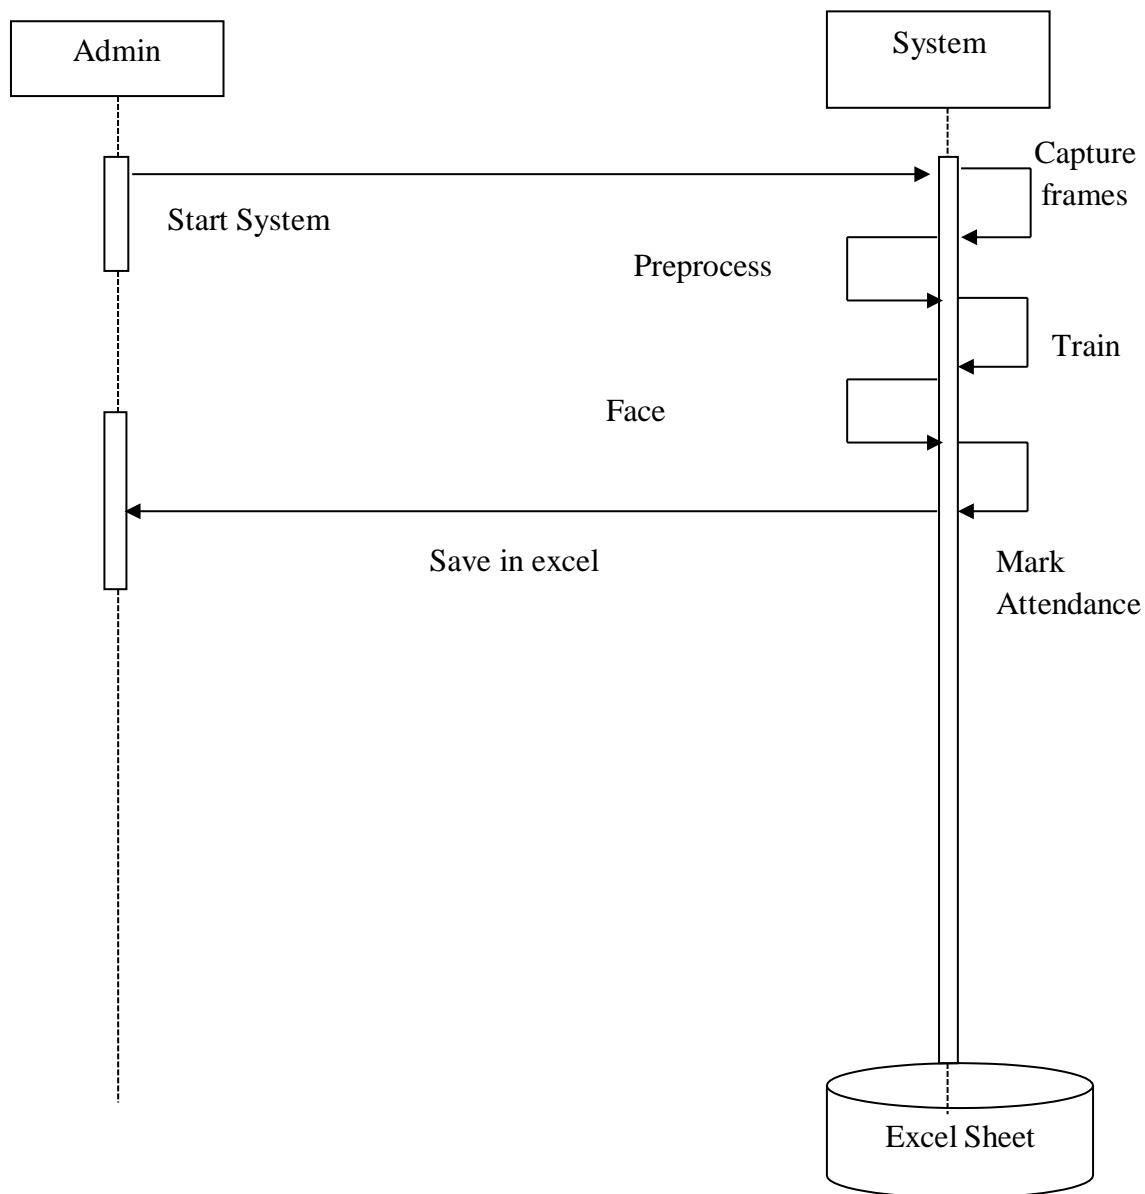 Admin
System
Capture
frames
Start System
Preprocess
Train
Face
Save in excel
Mark
Attendance
Excel Sheet